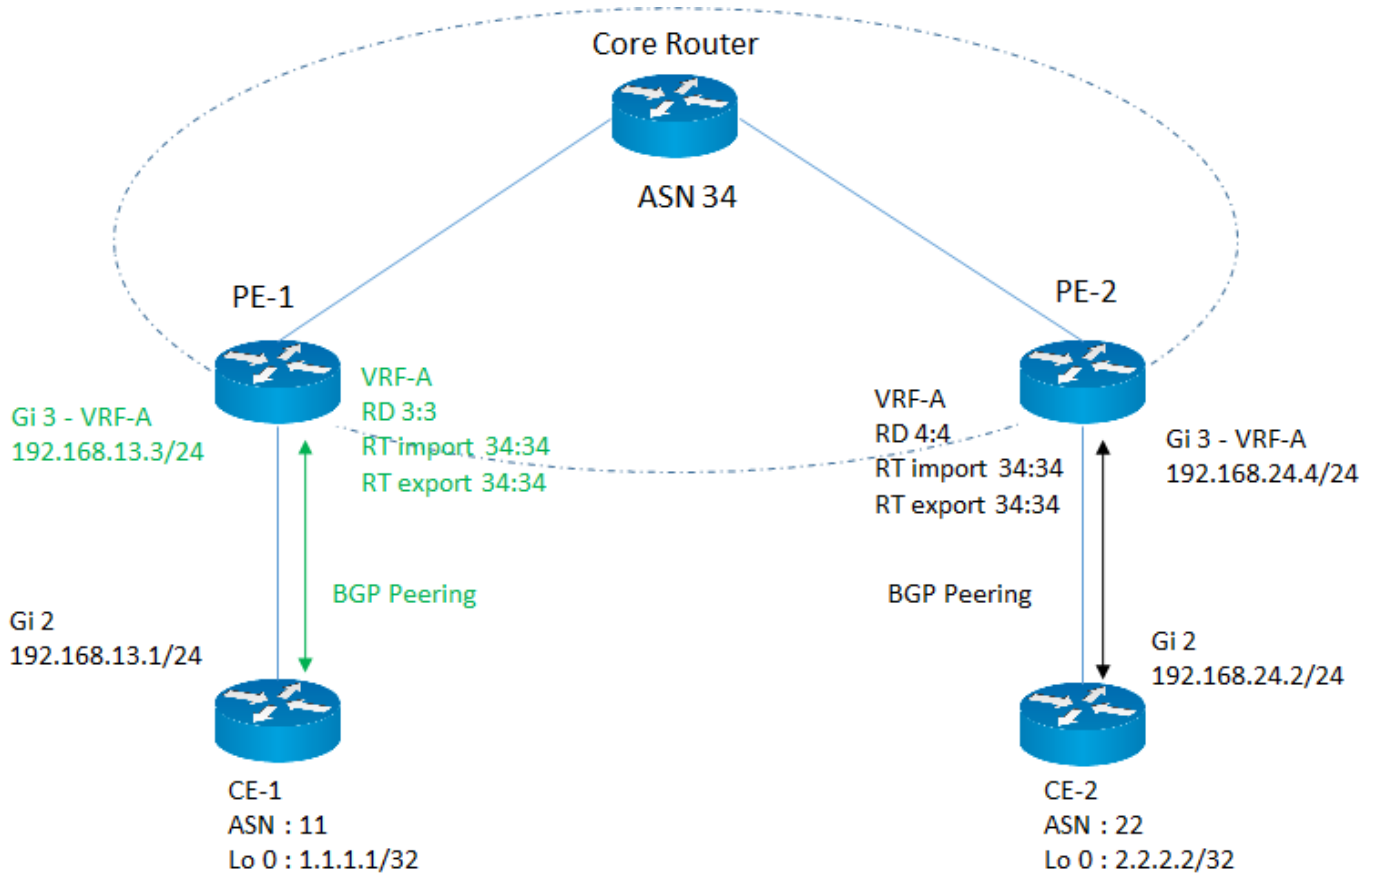 Core Router
ASN 34
PE-1
PE-2
VRF-A
RD 3:3
RT import 34:34
RT export 34:34
Gi 3 - VRF-A
192.168.13.3/24
VRF-A
RD 4:4
RT import 34:34
RT export 34:34
Gi 3 - VRF-A
192.168.24.4/24
BGP Peering
BGP Peering
Gi 2
192.168.13.1/24
Gi 2
192.168.24.2/24
CE-1
ASN : 11
Lo 0 : 1.1.1.1/32
CE-2
ASN : 22
Lo 0 : 2.2.2.2/32